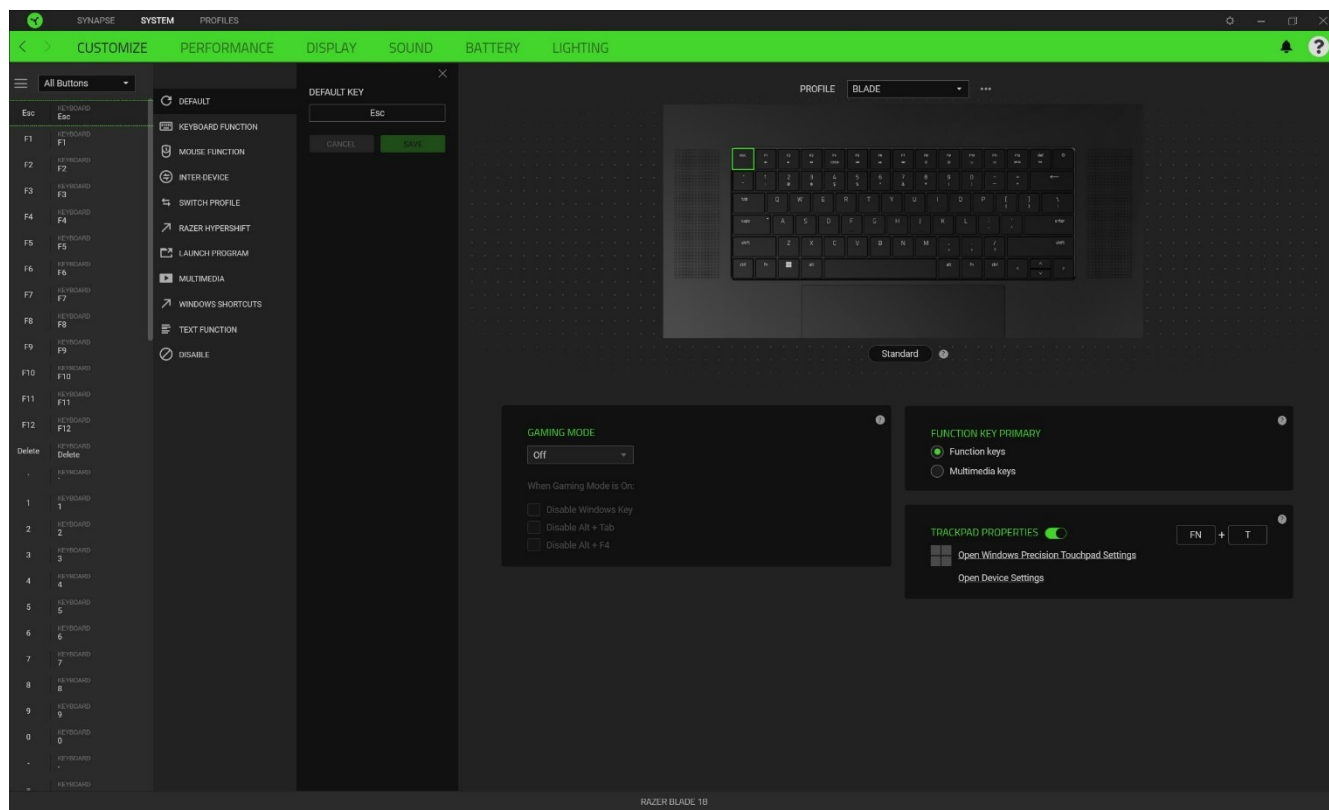 SYNAPSE SYSTEM PROFILES
CUSTOMIZE PERFORMANCE DISPLAY SOUND BATTERY LIGHTING
All Buttons
Esc KEYBOARD Esc
F1 KEYBOARD F1
F2 KEYBOARD F2
F3 KEYBOARD F3
F4 KEYBOARD F4
F5 KEYBOARD F5
F6 KEYBOARD F6
F7 KEYBOARD F7
F8 KEYBOARD F8
F9 KEYBOARD F9
F10 KEYBOARD F10
F11 KEYBOARD F11
F12 KEYBOARD F12
Delete KEYBOARD Delete
KEYBOARD
1 KEYBOARD 1
2 KEYBOARD 2
3 KEYBOARD 3
4 KEYBOARD 4
5 KEYBOARD 5
6 KEYBOARD 6
7 KEYBOARD 7
8 KEYBOARD 8
9 KEYBOARD 9
0 KEYBOARD 0
- KEYBOARD -
= KEYBOARD
DEFAULT
KEYBOARD FUNCTION
MOUSE FUNCTION
INTER-DEVICE
SWITCH PROFILE
RAZER HYPERSHIFT
LAUNCH PROGRAM
MULTIMEDIA
WINDOWS SHORTCUTS
TEXT FUNCTION
DISABLE
DEFAULT KEY
Esc
CANCEL SAVE
PROFILE BLADE
tab Q W E R T Y U I O P
A S D F G H J K L
Z X C V B N M
Standard
GAMING MODE
Off
When Gaming Mode is On:
Disable Windows Key
Disable Alt + Tab
Disable Alt + F4
FUNCTION KEY PRIMARY
Function keys
Multimedia keys
TRACKPAD PROPERTIES FN + T
Open Windows Precision Touchpad Settings
Open Device Settings
RAZER BLADE 18